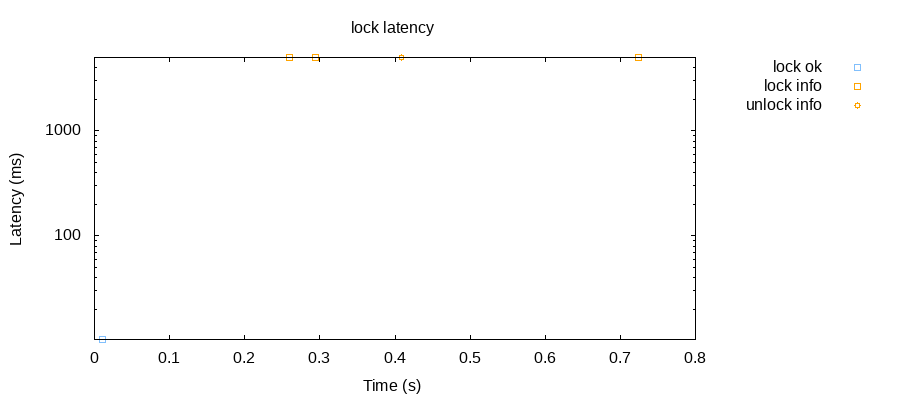 lock latency
lock ok
lock info
unlock info
1000
100
Latency (ms)
0 0.1 0.2 0.3 0.4 0.5 0.6 0.7 0.8
Time (s)